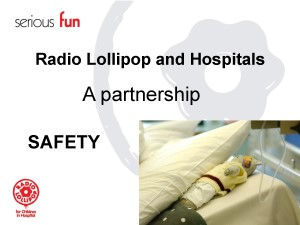 serious fun
Radio Lollipop and Hospitals
A partnership
SAFETY
RADIO
LOLLIPOP
for Children
in Hospital